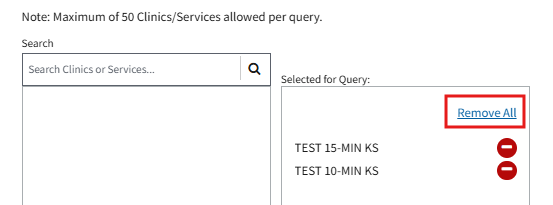 Note: Maximum of 50 Clinics/Services allowed per query.
Search
Search Clinics or Services...
Selected for Query:
Remove All
TEST 15-MIN KS
TEST 10-MIN KS